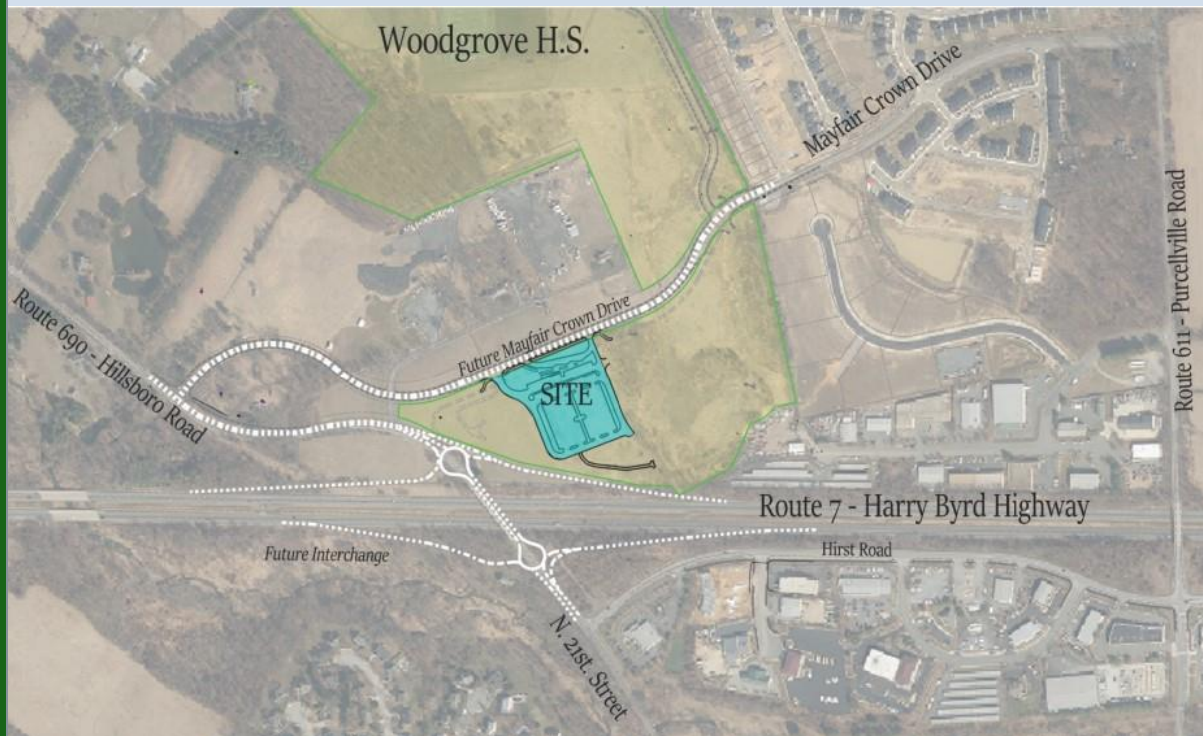 Woodgrove H.S.
Mayfair Crown Drive
Route 611 - Purcellville Road
Route 690 - Hillsboro Road
Future Mayfair Crown Drive
SITE
Route 7 - Harry Byrd Highway
Future Interchange
Hirst Road
N. 21st. Street